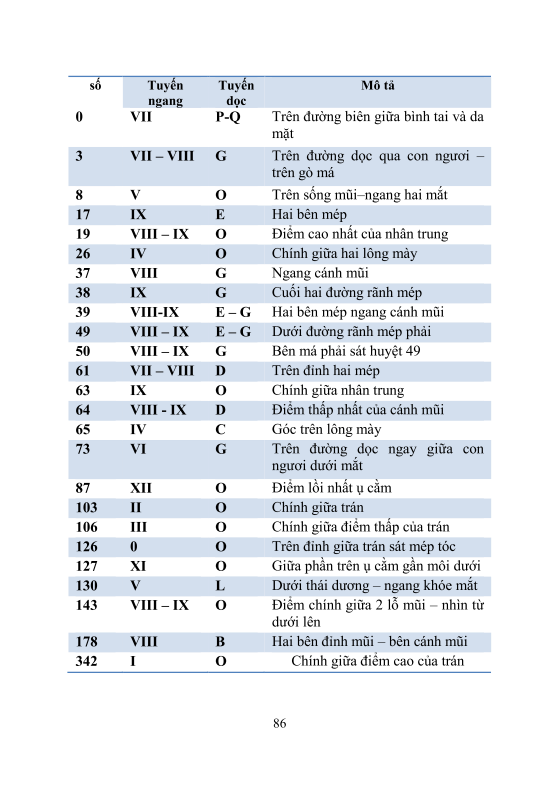 số Tuyến ngang Tuyến dọc Mô tả
0 VII P-Q Trên đường biên giữa bình tai và da
mặt
3 VII – VIII G Trên đường dọc qua con ngươi –
trên gò má
8 V O Trên sống mũi–ngang hai mắt
17 IX E Hai bên mép
19 VIII – IX O Điểm cao nhất của nhân trung
26 IV O Chính giữa hai lông mày
37 VIII G Ngang cánh mũi
38 IX G Cuối hai đường rãnh mép
39 VIII-IX E – G Hai bên mép ngang cánh mũi
49 VIII – IX E – G Dưới đường rãnh mép phải
50 VIII – IX G Bên má phải sát huyệt 49
61 VII – VIII D Trên đỉnh hai mép
63 IX O Chính giữa nhân trung
64 VIII - IX D Điểm thấp nhất của cánh mũi
65 IV C Góc trên lông mày
73 VI G Trên đường dọc ngay giữa con
ngươi dưới mắt
87 XII O Điểm lồi nhất ụ cằm
103 II O Chính giữa trán
106 III O Chính giữa điểm thấp của trán
126 0 O Trên đỉnh giữa trán sát mép tóc
127 XI O Giữa phần trên ụ cằm gần môi dưới
130 V L Dưới thái dương – ngang khóe mắt
143 VIII – IX O Điểm chính giữa 2 lỗ mũi – nhìn từ
dưới lên
178 VIII B Hai bên đỉnh mũi – bên cánh mũi
342 I O Chính giữa điểm cao của trán
86